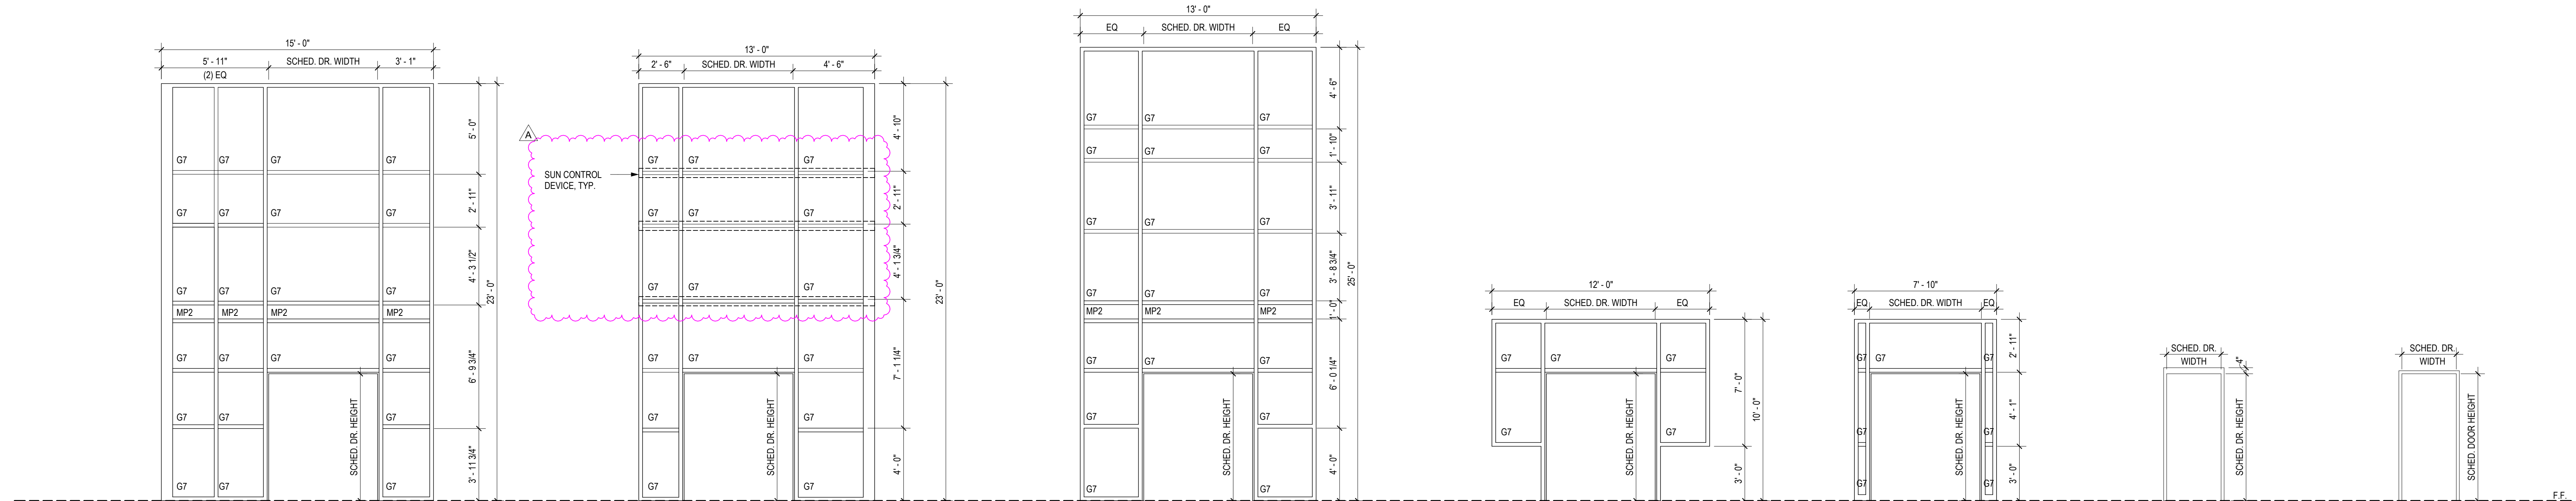 15' - 0"
5' - 11"
SCHED. DR. WIDTH
3' - 1"
(2) EQ
G7 G7 G7 G7
G7 G7 G7 G7
G7 G7 G7 G7
MP2 MP2 MP2 MP2
G7 G7 G7 G7
G7 G7 G7
G7 G7 G7
SCHED. DR. HEIGHT
5' - 0"
2' - 11"
4' - 3 1/2"
6' - 9 3/4"
3' - 11 3/4"
23' - 0"
13' - 0"
2' - 6"
SCHED. DR. WIDTH
4' - 6"
A
SUN CONTROL
DEVICE, TYP.
G7 G7 G7
G7 G7 G7
G7 G7 G7
G7 G7 G7
G7 G7
G7 G7
SCHED. DR. HEIGHT
4' - 10"
2' - 11"
4' - 1 3/4"
7' - 1 1/4"
4' - 0"
23' - 0"
13' - 0"
EQ
SCHED. DR. WIDTH
EQ
G7 G7 G7
G7 G7 G7
G7 G7 G7
G7 G7 G7
MP2 MP2 MP2
G7 G7 G7
G7 G7
G7 G7
SCHED. DR. HEIGHT
4' - 6"
1' - 10"
3' - 11"
3' - 8 3/4"
1' - 0"
6' - 0 1/4"
4' - 0"
25' - 0"
12' - 0"
EQ
SCHED. DR. WIDTH
EQ
G7 G7 G7
G7 G7
SCHED. DR. HEIGHT
7' - 0"
3' - 0"
10' - 0"
7' - 10"
EQ
SCHED. DR. WIDTH
EQ
G7 G7 G7
G7 G7
G7 G7
SCHED. DR. HEIGHT
2' - 11"
4' - 1"
3' - 0"
SCHED. DR.
WIDTH
4"
SCHED. DR. HEIGHT
SCHED. DR.
WIDTH
SCHED. DOOR HEIGHT
F.F.